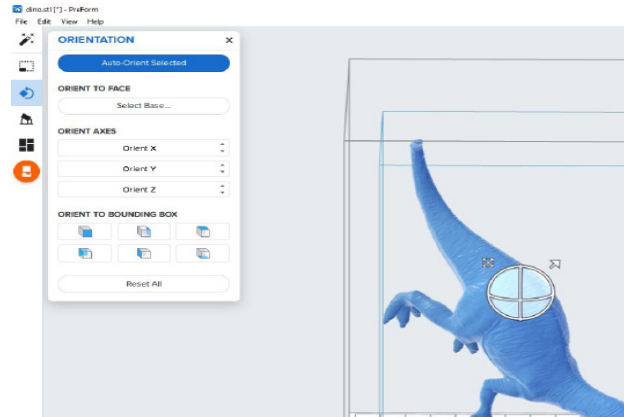 dino.stl [*] - PreForm
File Edit View Help
ORIENTATION ×
Auto-Orient Selected
ORIENT TO FACE
Select Base...
ORIENT AXES
Orient X
Orient Y
Orient Z
ORIENT TO BOUNDING BOX
Reset All